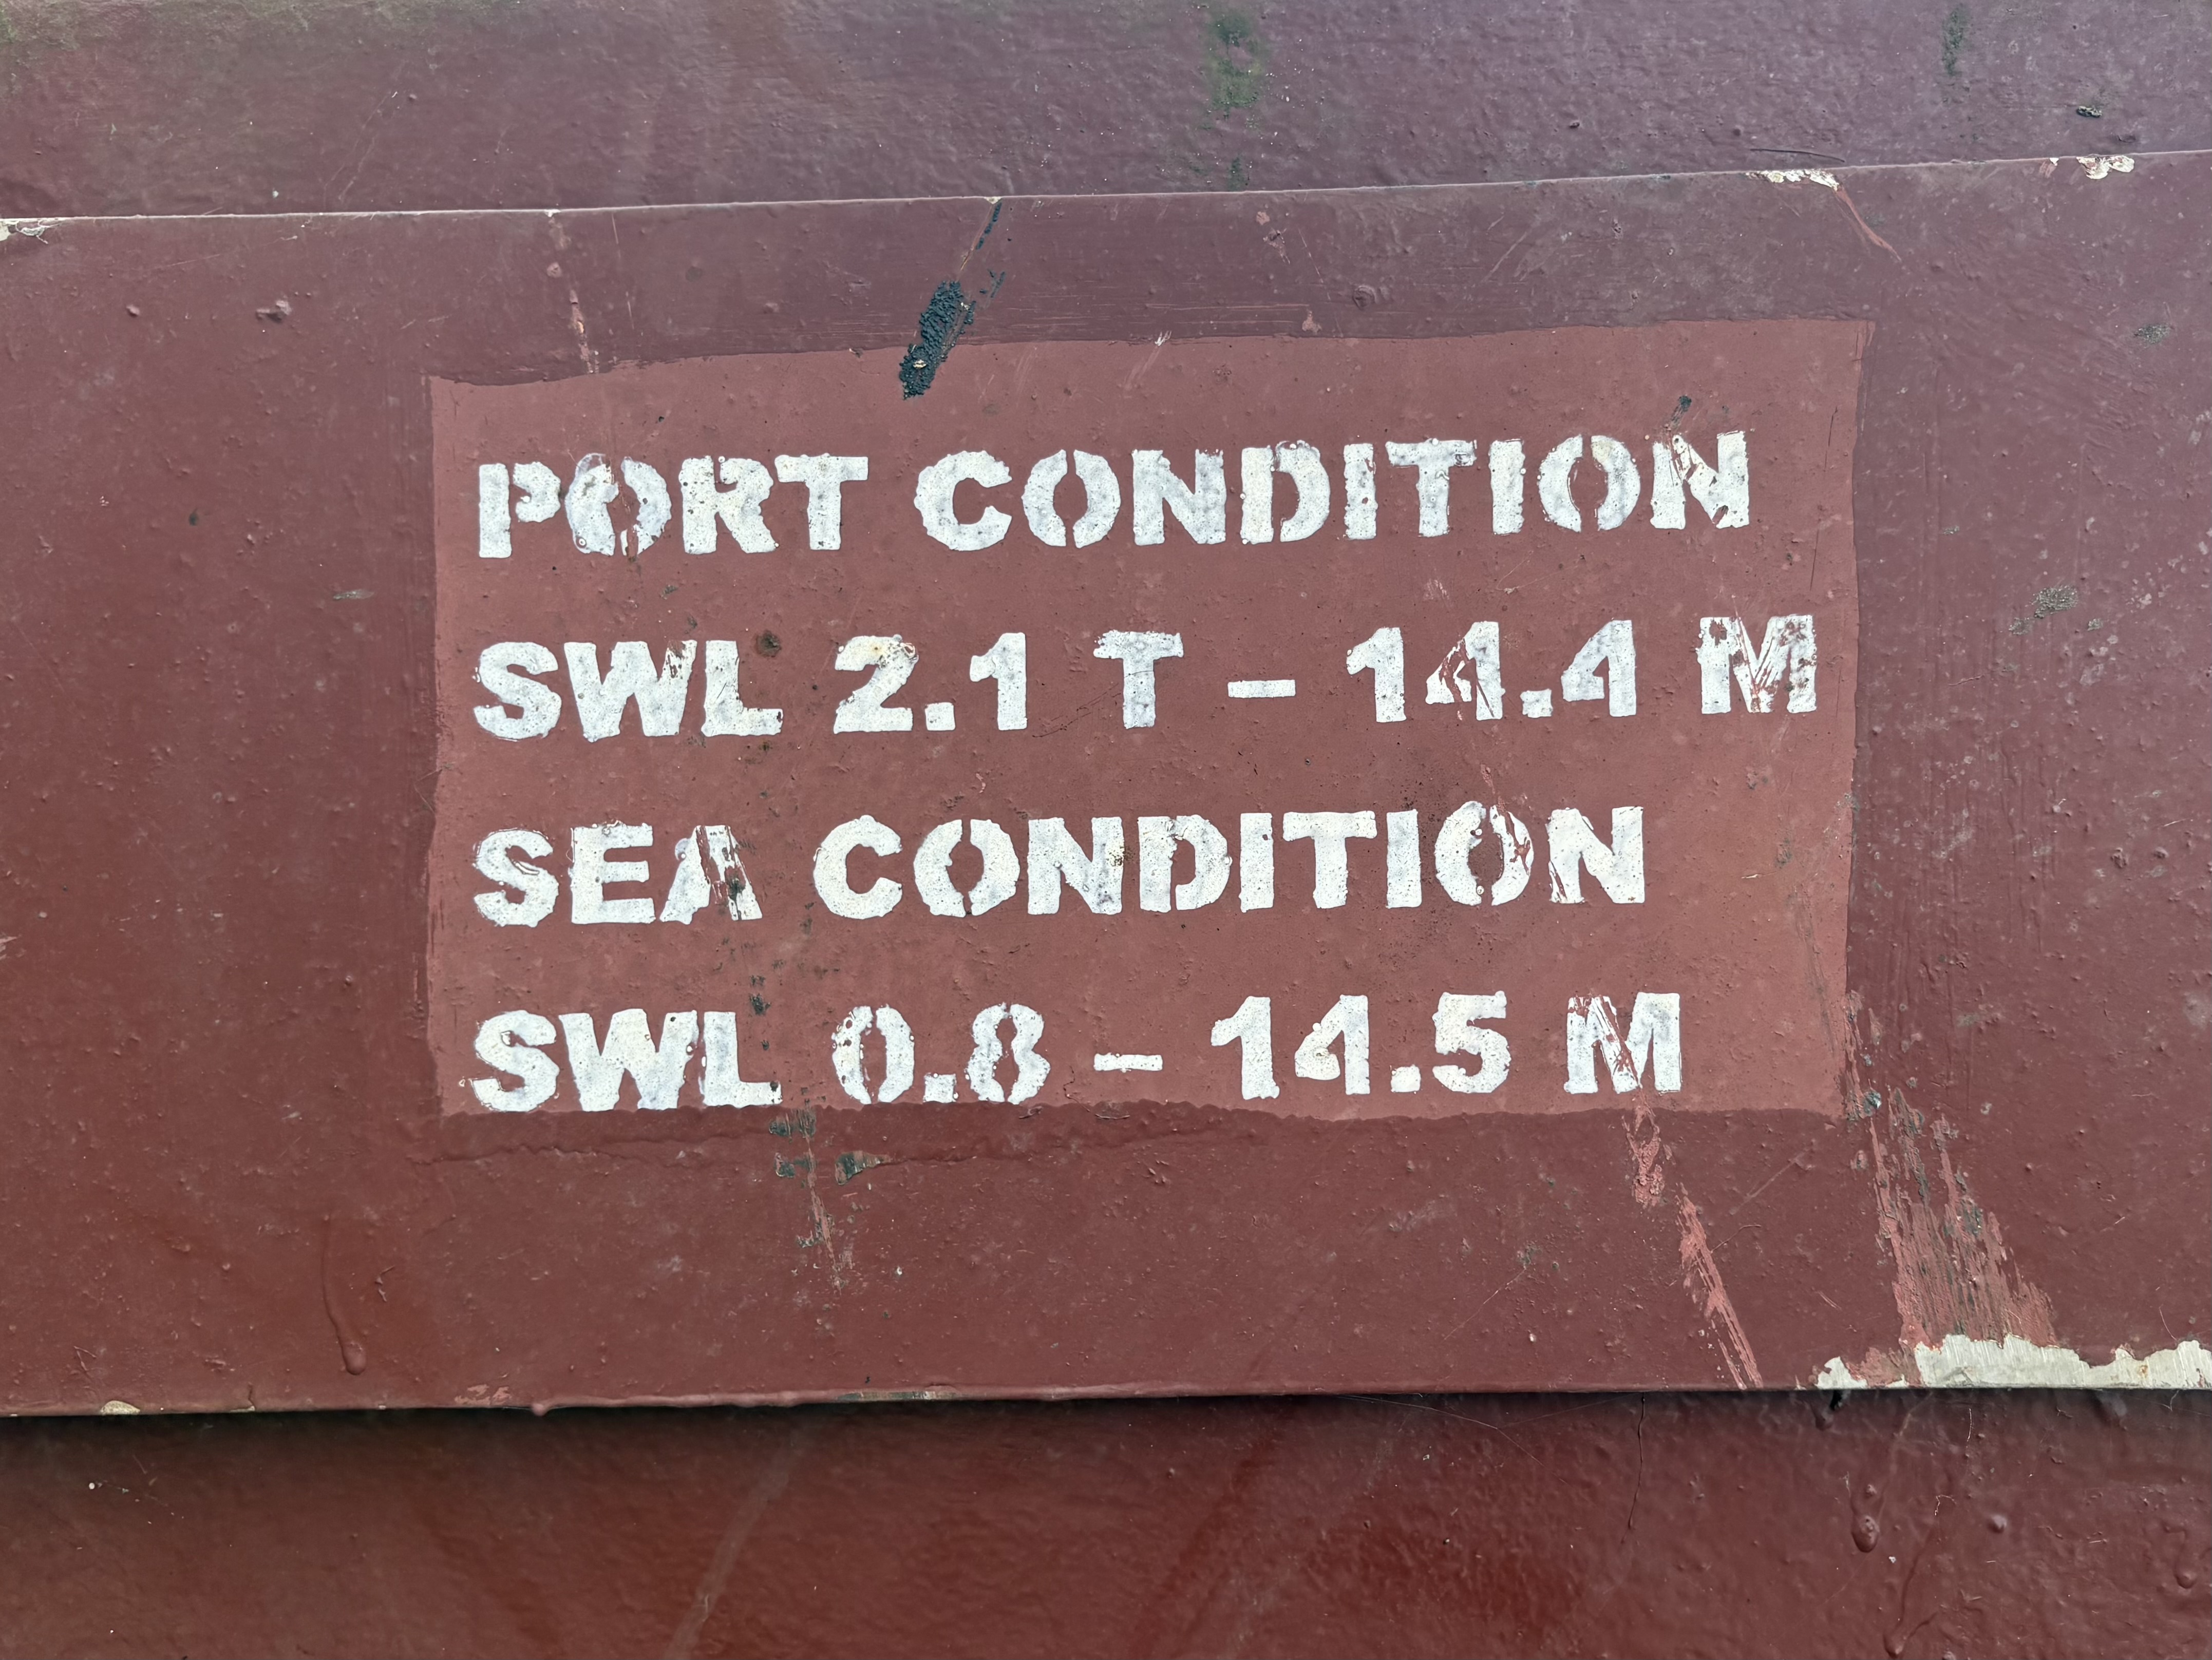 PORT CONDITION
SWL 2.1 T – 14.4 M
SEA CONDITION
SWL 0.8 – 14.5 M